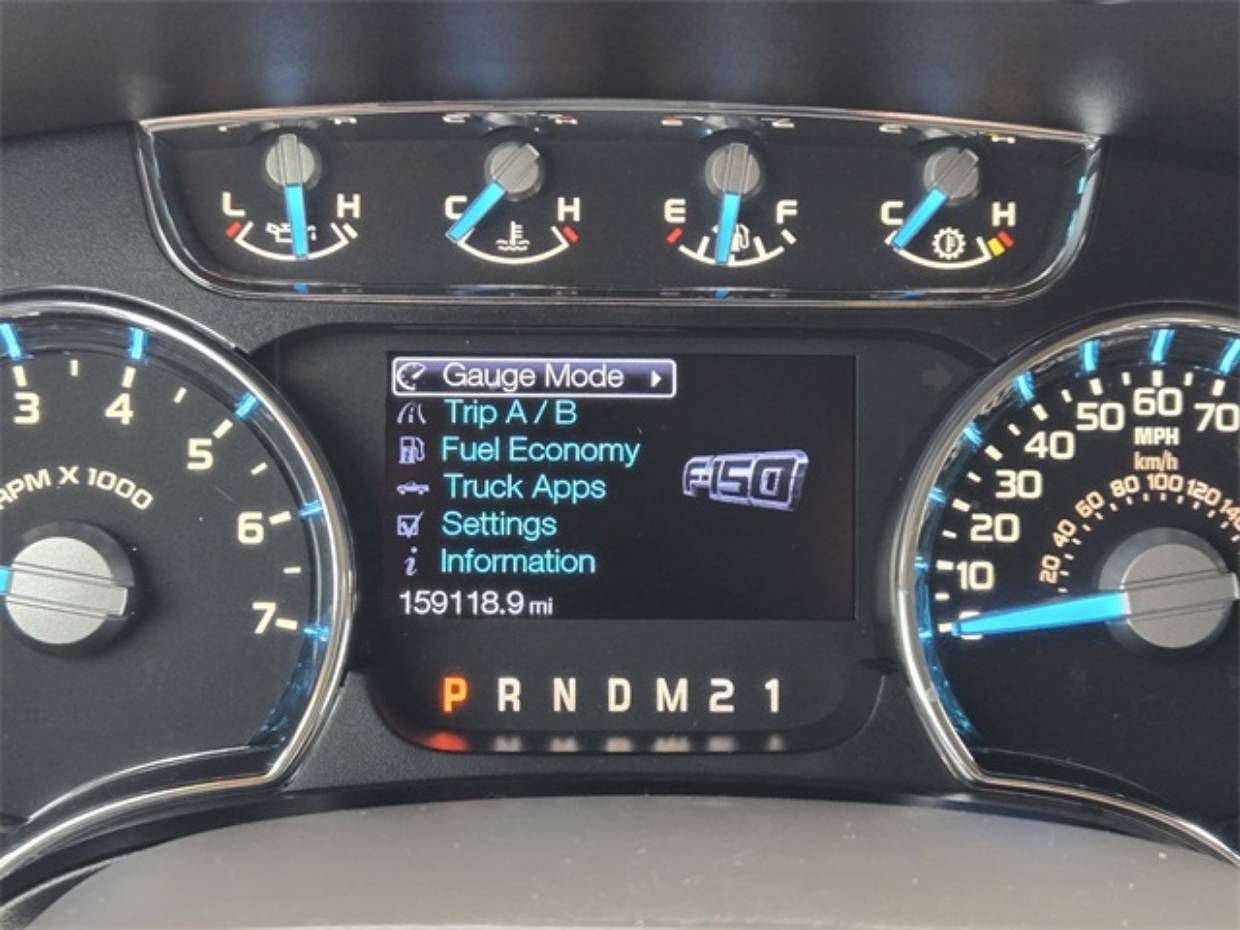 L H
C H
E F
C H
Gauge Mode
Trip A / B
Fuel Economy
Truck Apps
Settings
Information
159118.9 mi
F-150
P R N D M 2 1
3 4 5 6 7
RPM X 1000
10 20 30 40 50 60 70
MPH
km/h
20 40 60 80 100 120